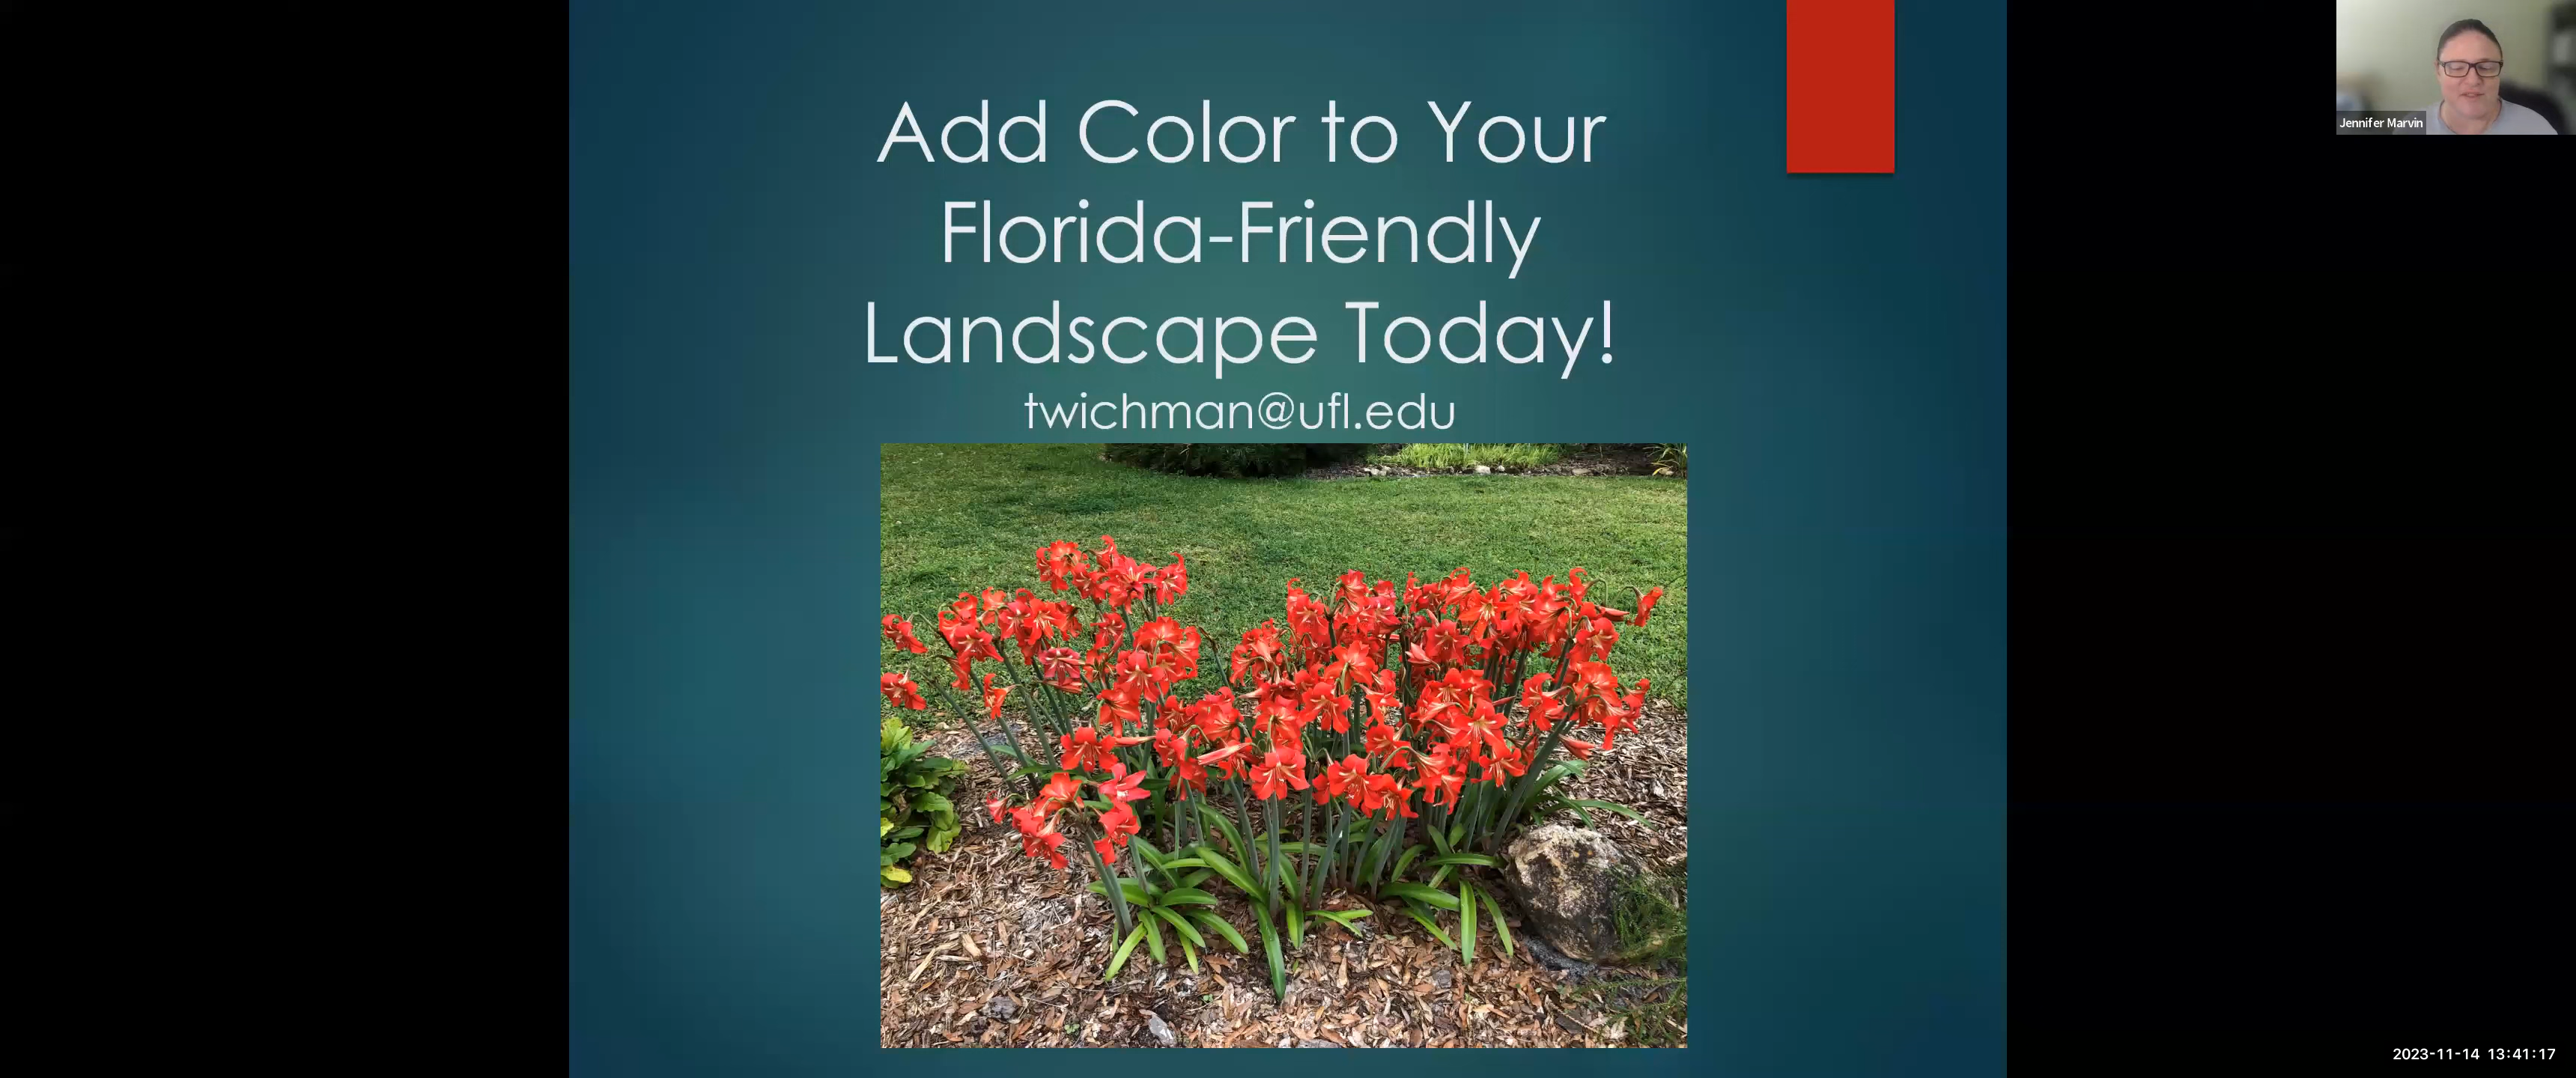 Add Color to Your
Florida-Friendly
Landscape Today!
twichman@ufl.edu
Jennifer Marvin
2023-11-14 13:41:17